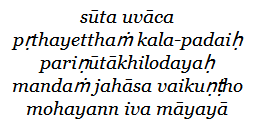 sūta uvāca
pṛthayetthaṁ kala-padaiḥ
pariṇūtākhilodayaḥ
mandaṁ jahāsa vaikuṇṭho
mohayann iva māyayā